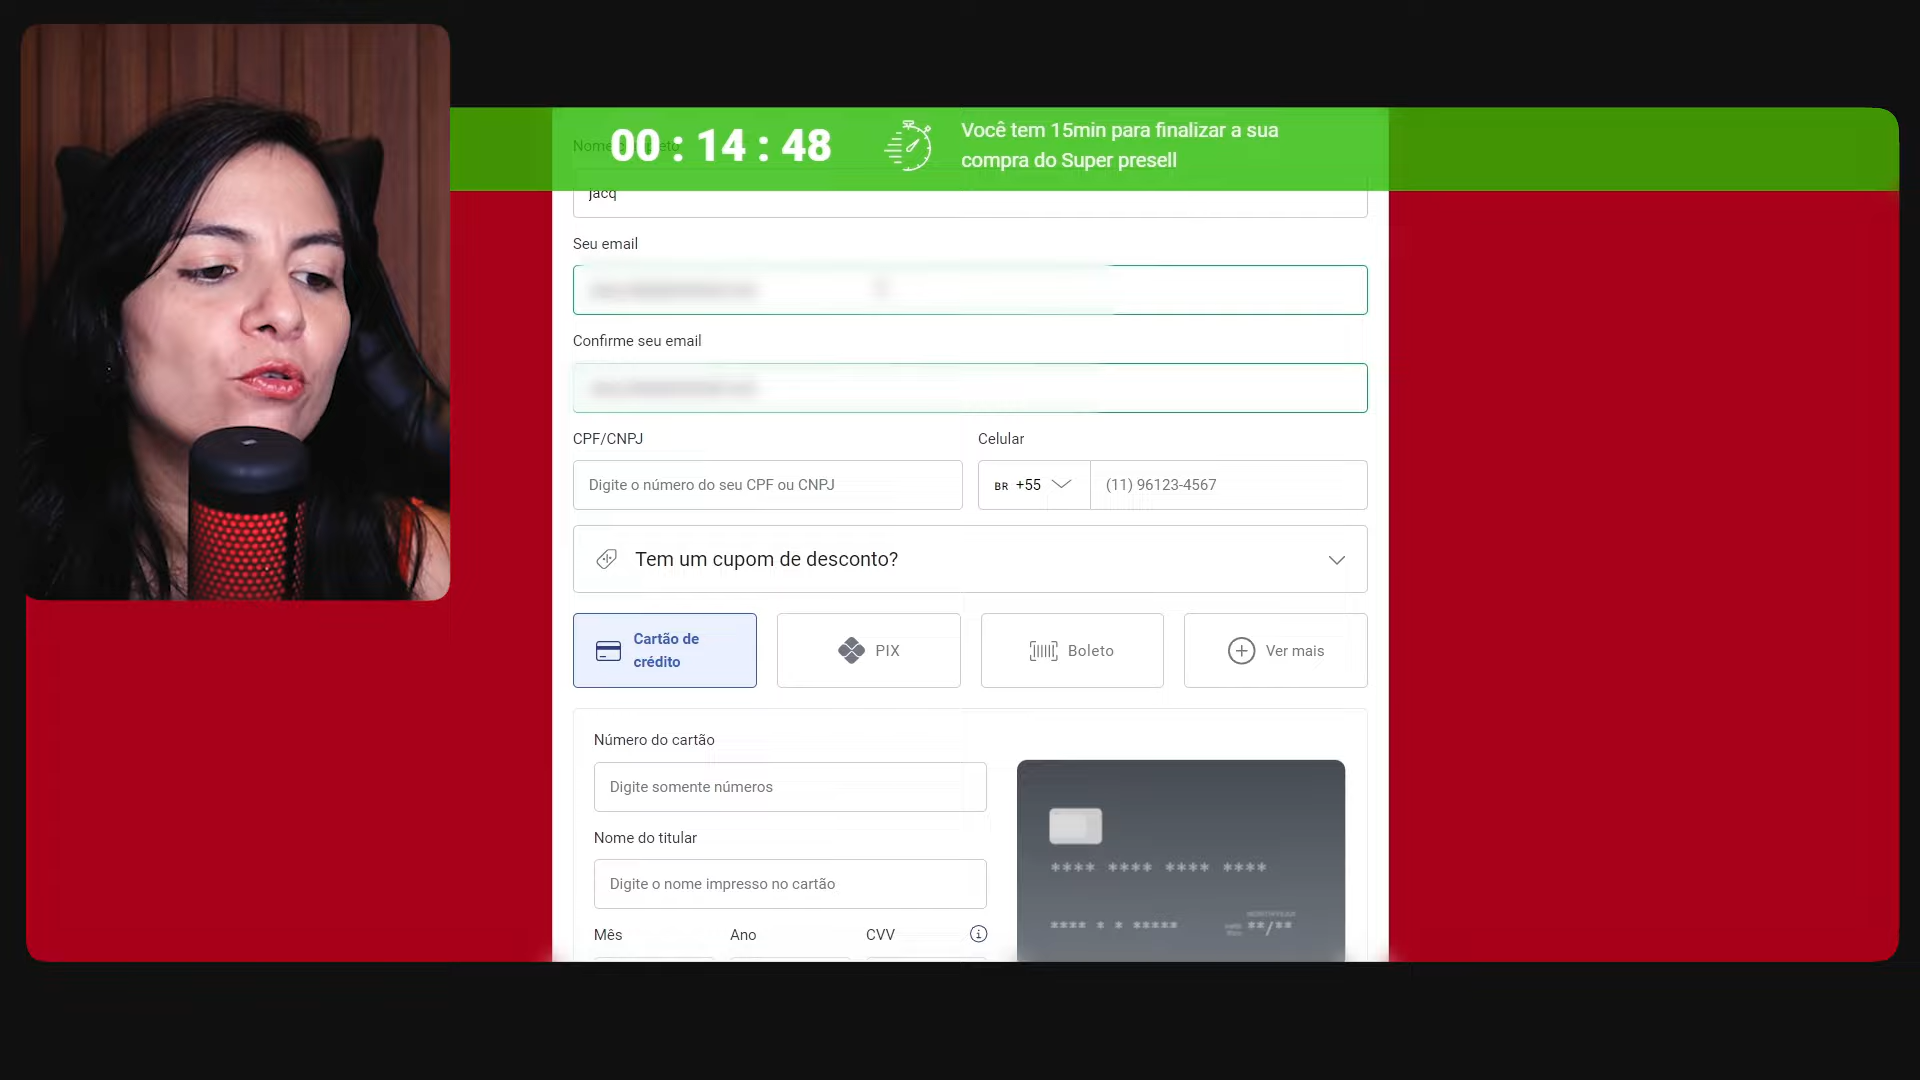 Nome completo
00 : 14 : 48
Você tem 15min para finalizar a sua
compra do Super presell
jacq
Seu email
Confirme seu email
CPF/CNPJ
Celular
Digite o número do seu CPF ou CNPJ
BR +55
(11) 96123-4567
Tem um cupom de desconto?
Cartão de
crédito
PIX
Boleto
Ver mais
Número do cartão
Digite somente números
Nome do titular
Digite o nome impresso no cartão
Mês
Ano
CVV
**** **** **** ****
**** * * *****
**/**